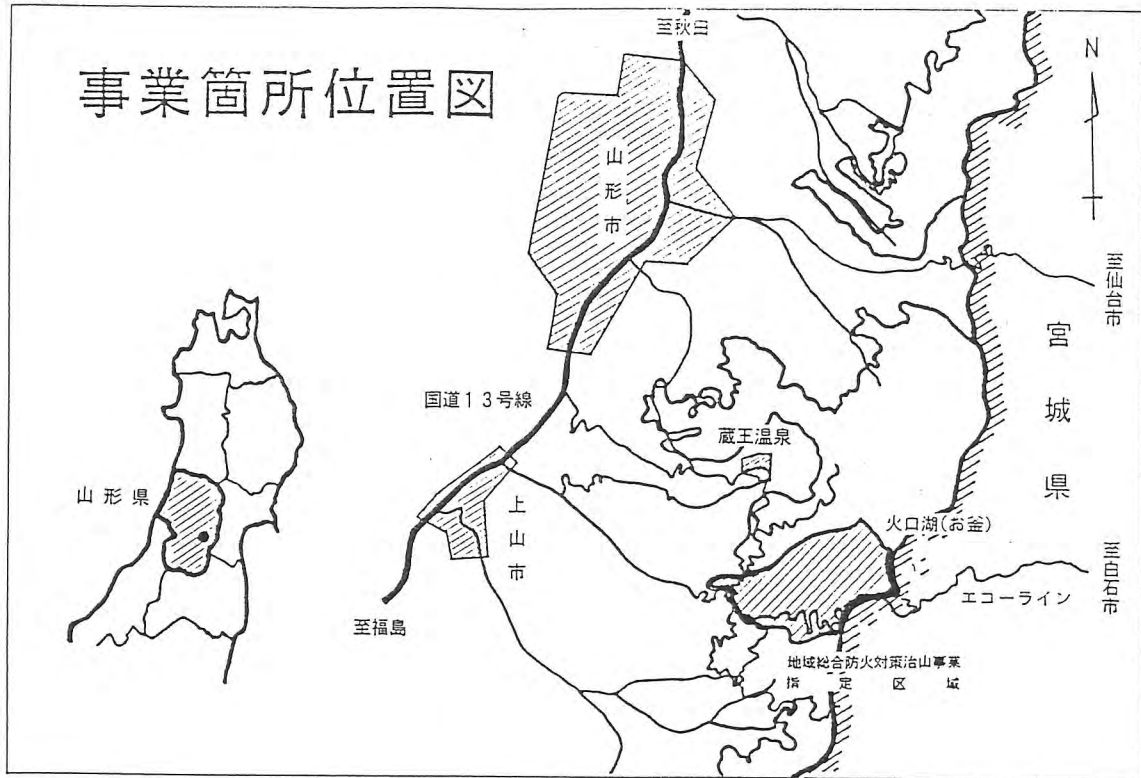 事業箇所位置図
至秋田
N
山形市
至仙台市
宮城県
国道13号線
蔵王温泉
山形県
上山市
火口湖(お釜)
至白石市
エコーライン
至福島
地域総合防火対策治山事業
指定区域